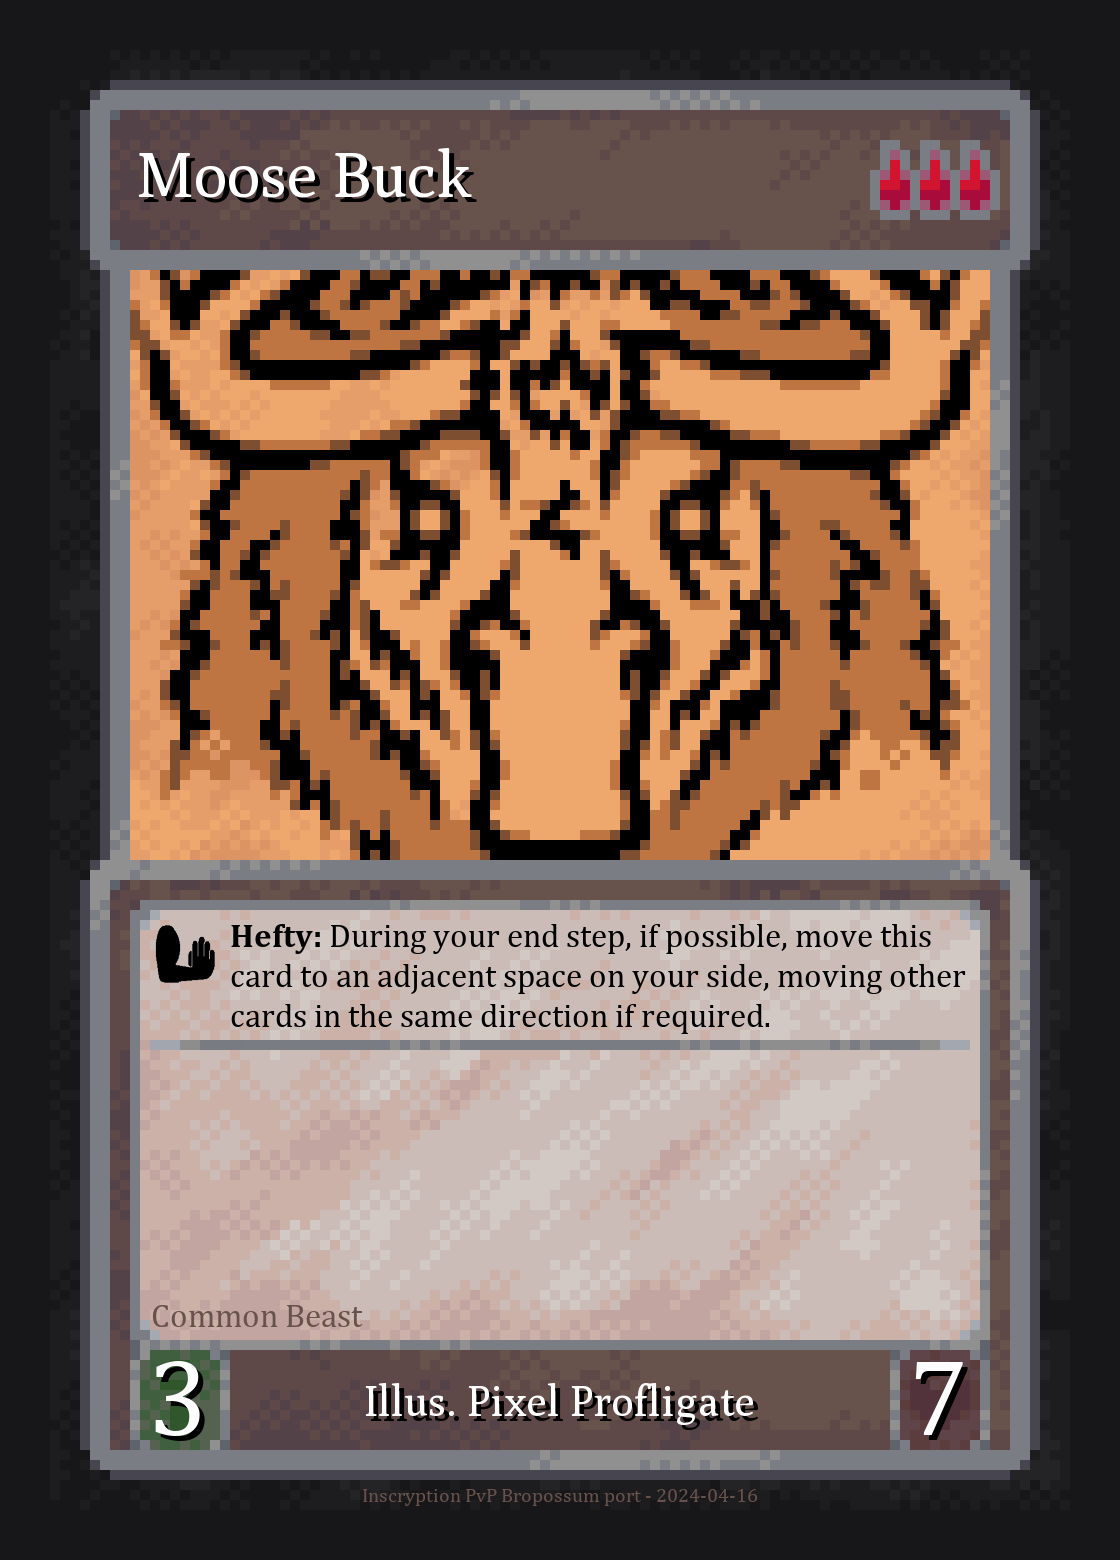 Moose Buck
Hefty: During your end step, if possible, move this
card to an adjacent space on your side, moving other
cards in the same direction if required.
Common Beast
3
Illus. Pixel Profligate
7
Inscryption PvP Bropossum port - 2024-04-16